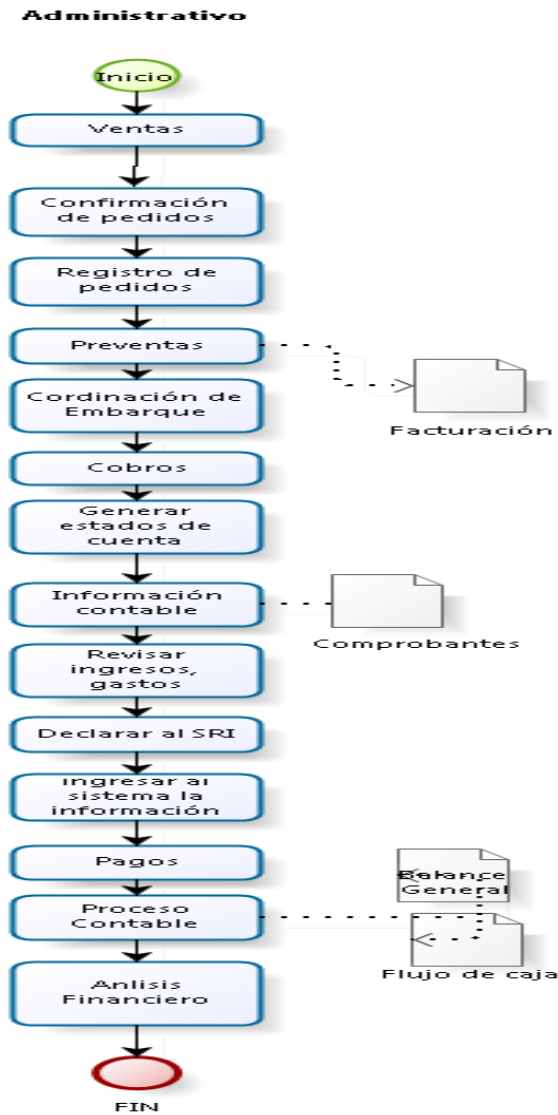 Administrativo
Inicio
Ventas
Confirmación
de pedidos
Registro de
pedidos
Preventas
Facturación
Cordinación de
Embarque
Cobros
Generar
estados de
cuenta
Información
contable
Comprobantes
Revisar
ingresos,
gastos
Declarar al SRI
Ingresar al
sistema la
información
Pagos
Balance
General
Proceso
Contable
Flujo de caja
Anlisis
Financiero
FIN